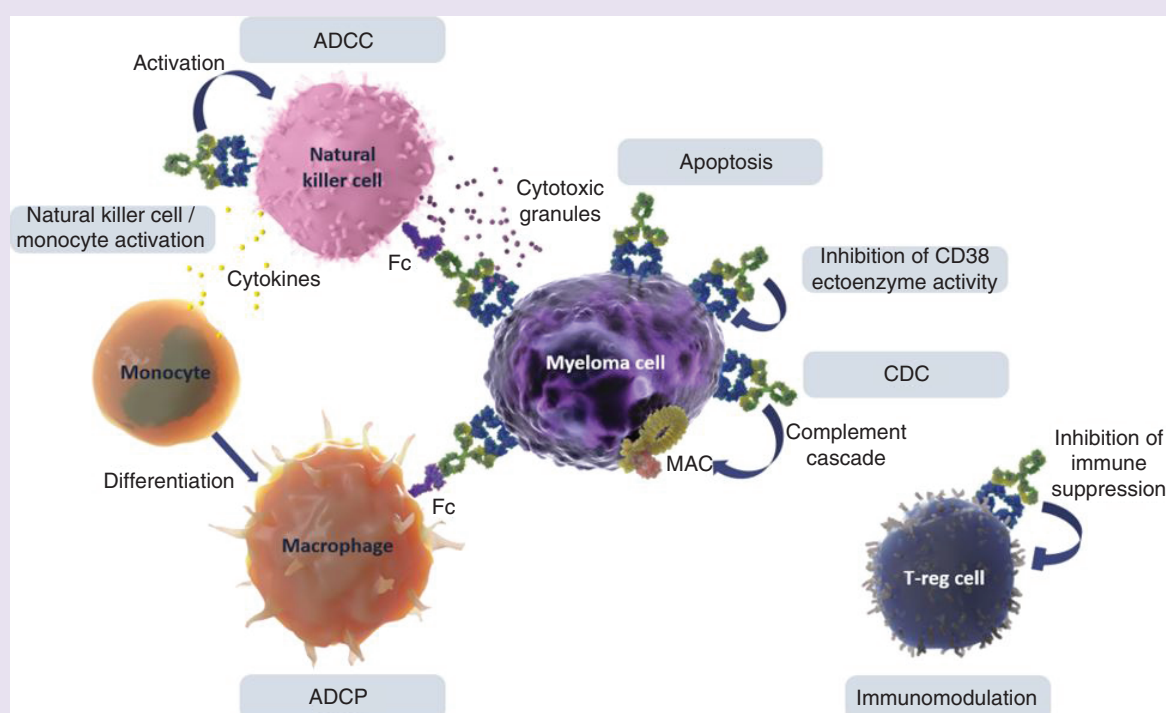 ADCC
Activation
Natural
killer cell
Apoptosis
Cytotoxic
granules
Natural killer cell /
monocyte activation
Fc
Inhibition of CD38
ectoenzyme activity
Cytokines
Myeloma cell
Monocyte
CDC
Complement
cascade
MAC
Inhibition of
immune
suppression
Differentiation
Fc
Macrophage
T-reg cell
ADCP
Immunomodulation